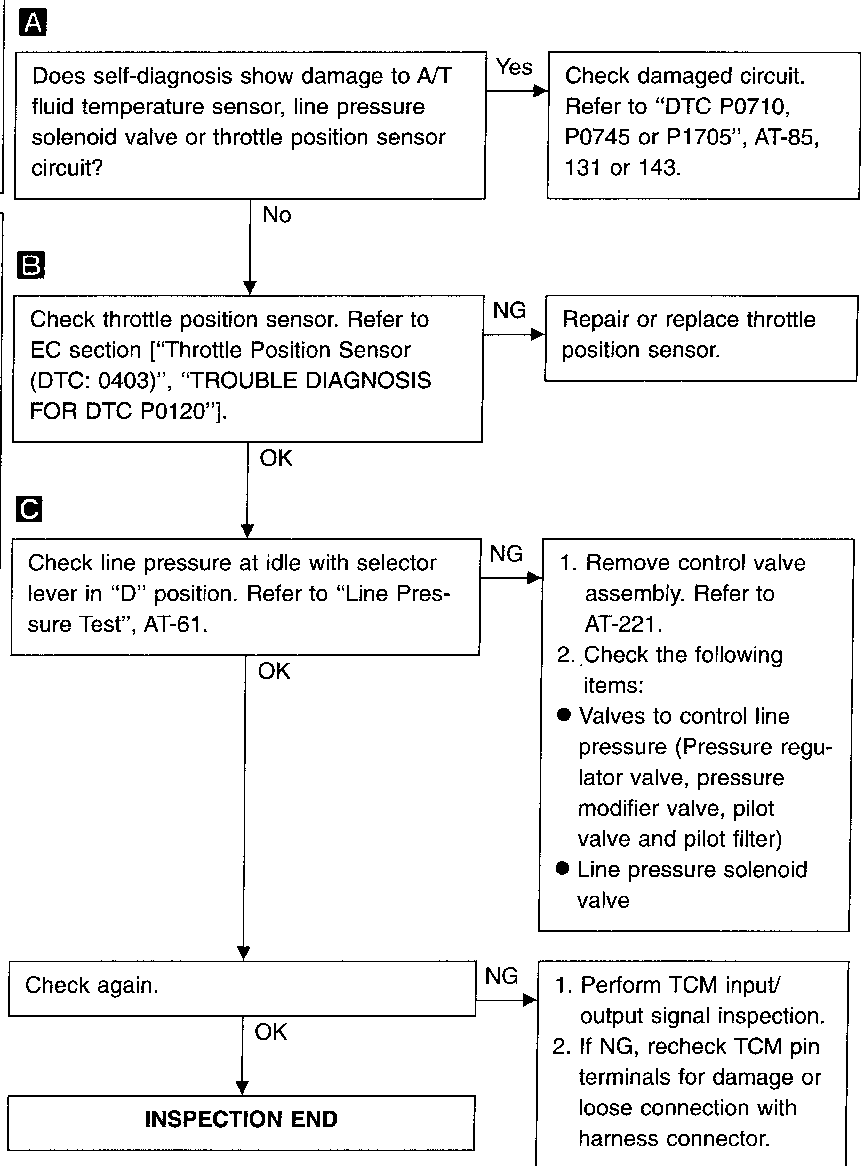 A
Does self-diagnosis show damage to A/T
fluid temperature sensor, line pressure
solenoid valve or throttle position sensor
circuit?
Yes
Check damaged circuit.
Refer to “DTC P0710,
P0745 or P1705”, AT-85,
131 or 143.
No
B
Check throttle position sensor. Refer to
EC section [“Throttle Position Sensor
(DTC: 0403)”, “TROUBLE DIAGNOSIS
FOR DTC P0120”].
NG
Repair or replace throttle
position sensor.
OK
C
Check line pressure at idle with selector
lever in “D” position. Refer to “Line Pres-
sure Test”, AT-61.
NG
1. Remove control valve
assembly. Refer to
AT-221.
2. Check the following
items:
● Valves to control line
pressure (Pressure regu-
lator valve, pressure
modifier valve, pilot
valve and pilot filter)
● Line pressure solenoid
valve
OK
Check again.
NG
1. Perform TCM input/
output signal inspection.
2. If NG, recheck TCM pin
terminals for damage or
loose connection with
harness connector.
OK
INSPECTION END